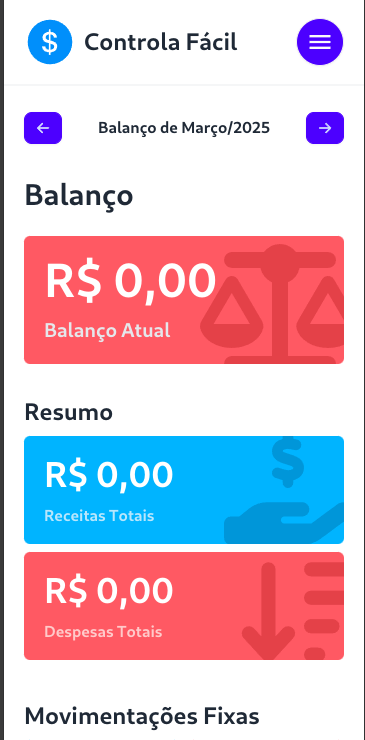 $ Controla Fácil
← Balanço de Março/2025 →
Balanço
R$ 0,00
Balanço Atual
Resumo
R$ 0,00
Receitas Totais
R$ 0,00
Despesas Totais
Movimentações Fixas